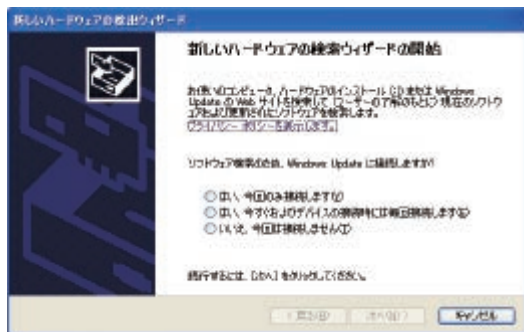 新しいハードウェアの検出ウィザード
新しいハードウェアの検索ウィザードの開始
お使いのコンピュータ、ハードウェアのインストール CD または Windows
Update の Web サイトを検索して (ユーザーの了解のもとに) 現在のソフトウ
ェアおよび更新されたソフトウェアを検索します。
プライバシー ポリシーを表示します。
ソフトウェア検索のため、Windows Update に接続しますか?
はい、今回のみ接続します(Y)
はい、今すぐおよびデバイスの接続時には毎回接続します(E)
いいえ、今回は接続しません(T)
続行するには、[次へ] をクリックしてください。
< 戻る(B)
次へ(N) >
キャンセル